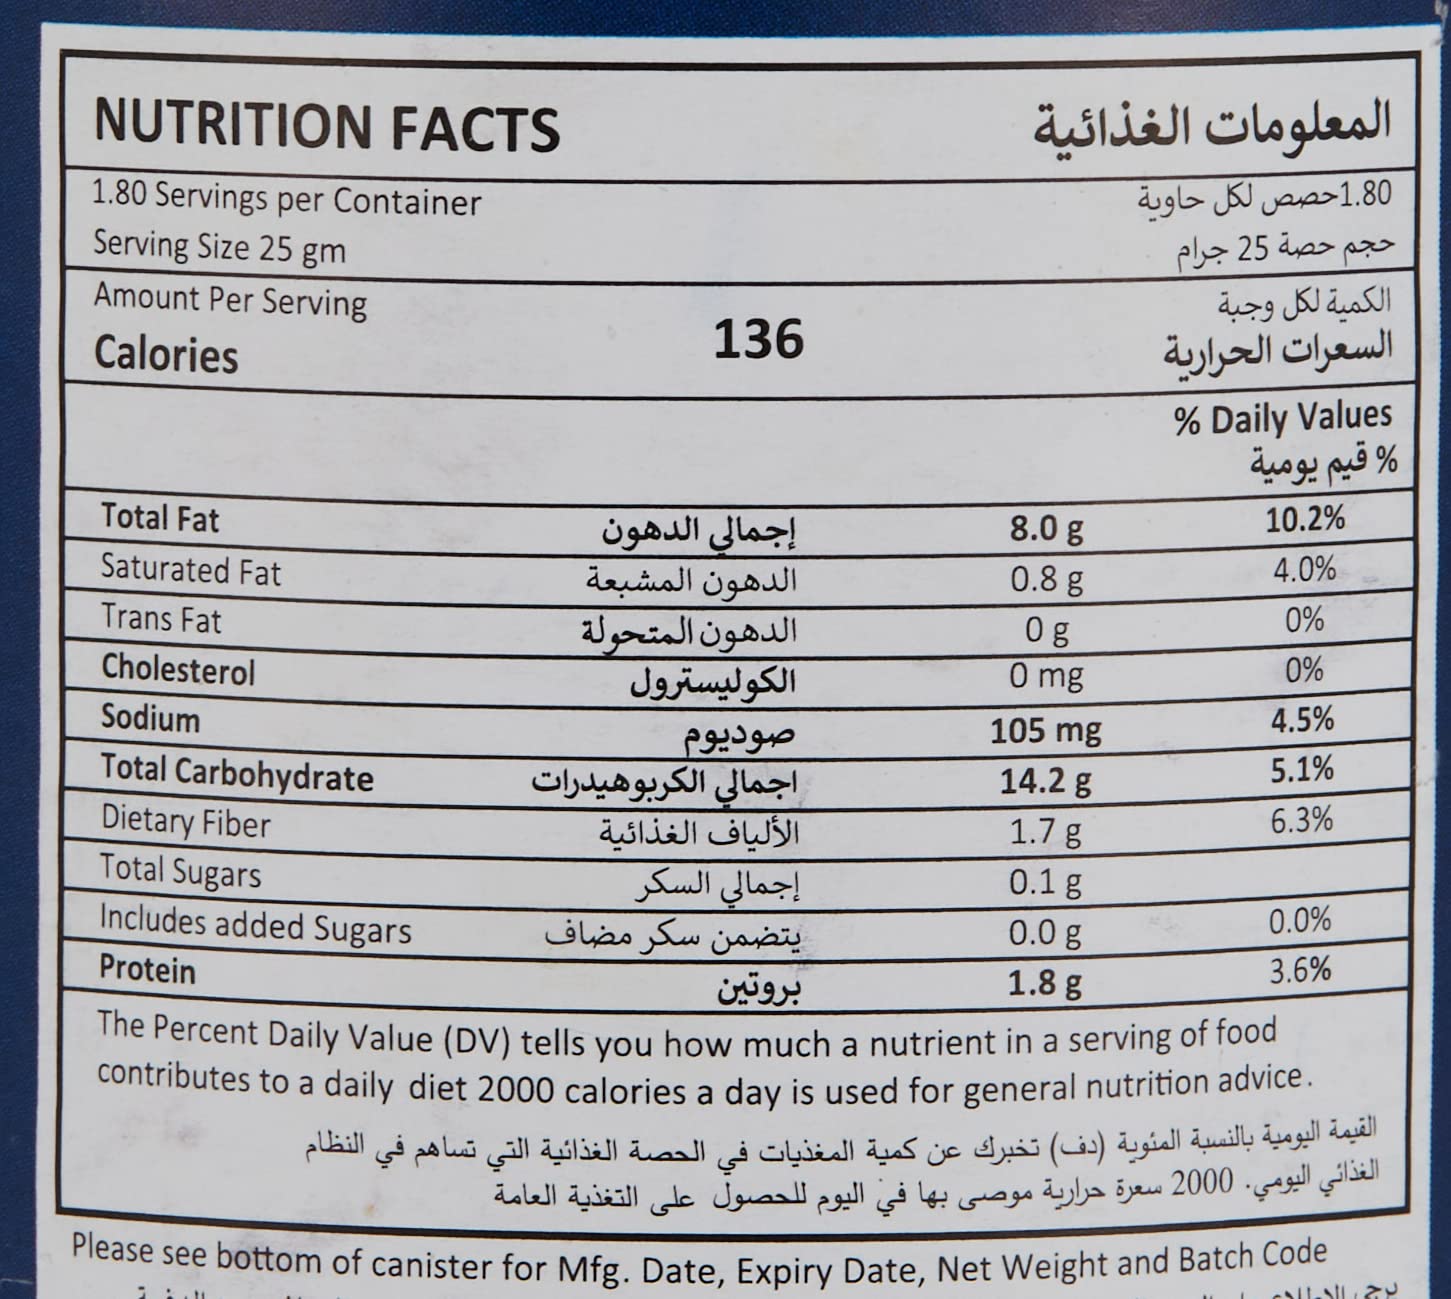 NUTRITION FACTS المعلومات الغذائية
1.80 Servings per Container 1.80حصص لكل حاوية
Serving Size 25 gm حجم حصة 25 جرام
Amount Per Serving الكمية لكل وجبة
Calories 136 السعرات الحرارية
% Daily Values
% قيم يومية
Total Fat إجمالي الدهون 8.0 g 10.2%
Saturated Fat الدهون المشبعة 0.8 g 4.0%
Trans Fat الدهون المتحولة 0 g 0%
Cholesterol الكوليسترول 0 mg 0%
Sodium صوديوم 105 mg 4.5%
Total Carbohydrate اجمالي الكربوهيدرات 14.2 g 5.1%
Dietary Fiber الألياف الغذائية 1.7 g 6.3%
Total Sugars إجمالي السكر 0.1 g
Includes added Sugars يتضمن سكر مضاف 0.0 g 0.0%
Protein بروتين 1.8 g 3.6%
The Percent Daily Value (DV) tells you how much a nutrient in a serving of food
contributes to a daily diet 2000 calories a day is used for general nutrition advice.
القيمة اليومية بالنسبة المئوية (دف) تخبرك عن كمية المغذيات في الحصة الغذائية التي تساهم في النظام
الغذائي اليومي. 2000 سعرة حرارية موصى بها في اليوم للحصول على التغذية العامة
Please see bottom of canister for Mfg. Date, Expiry Date, Net Weight and Batch Code